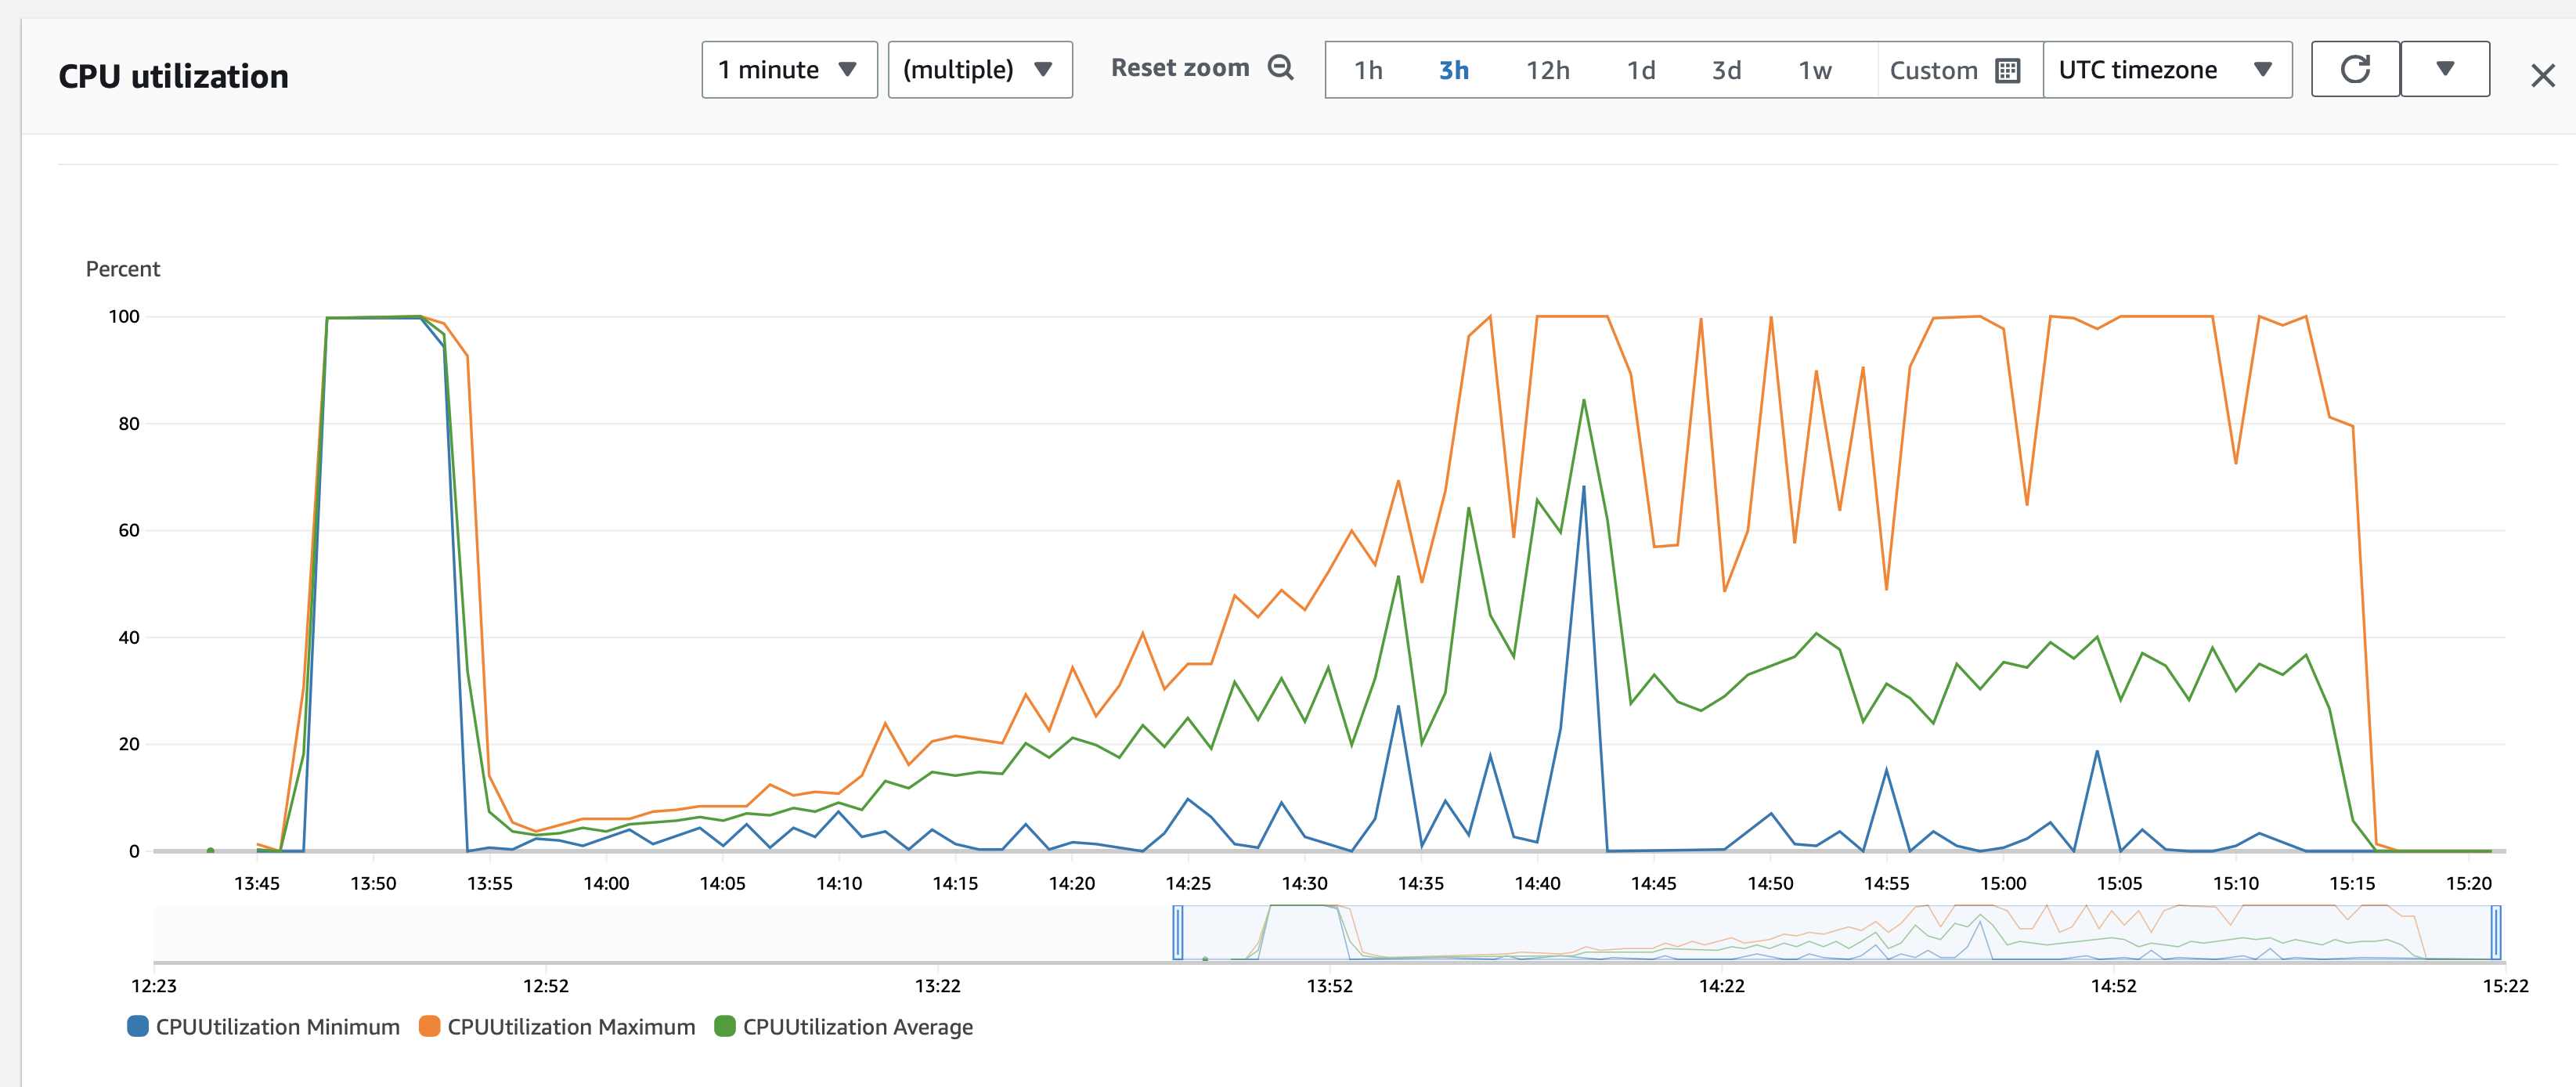 CPU utilization
1 minute
(multiple)
Reset zoom
1h 3h 12h 1d 3d 1w Custom
UTC timezone
Percent
100
80
60
40
20
0
13:45 13:50 13:55 14:00 14:05 14:10 14:15 14:20 14:25 14:30 14:35 14:40 14:45 14:50 14:55 15:00 15:05 15:10 15:15 15:20
12:23 12:52 13:22 13:52 14:22 14:52 15:22
CPUUtilization Minimum CPUUtilization Maximum CPUUtilization Average